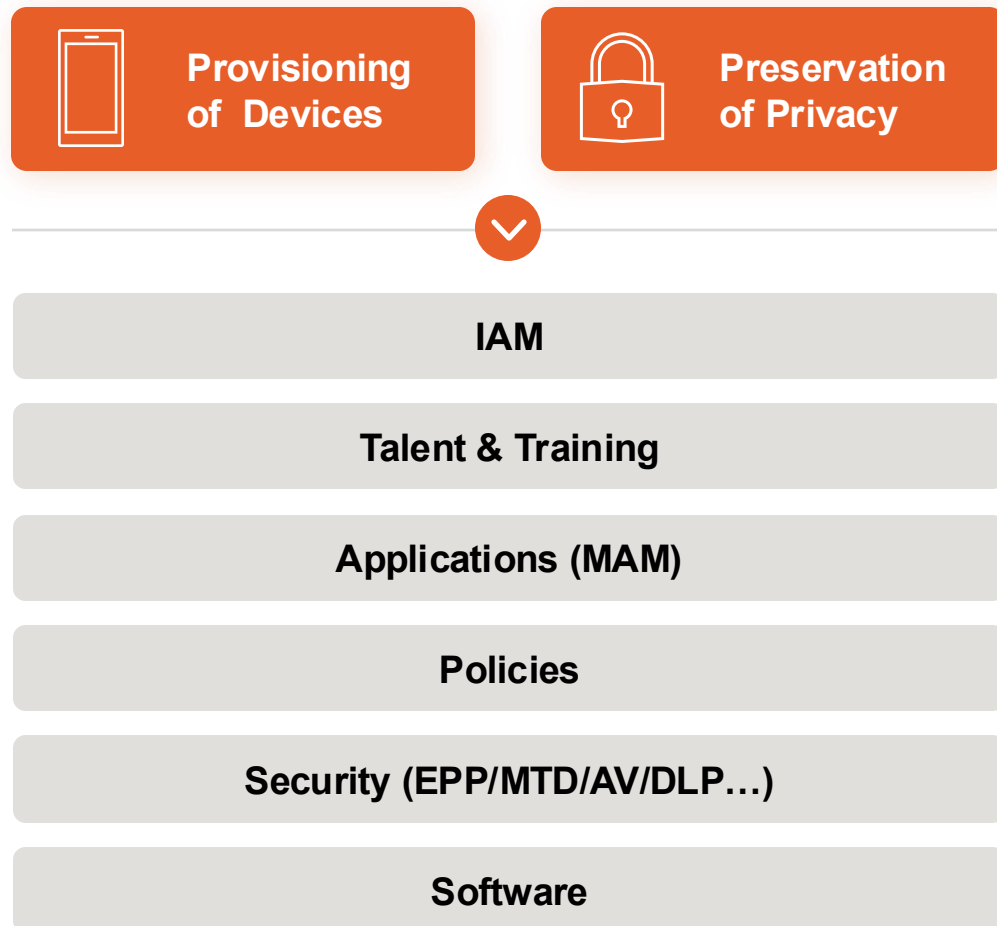 Provisioning
of Devices
Preservation
of Privacy
IAM
Talent & Training
Applications (MAM)
Policies
Security (EPP/MTD/AV/DLP…)
Software